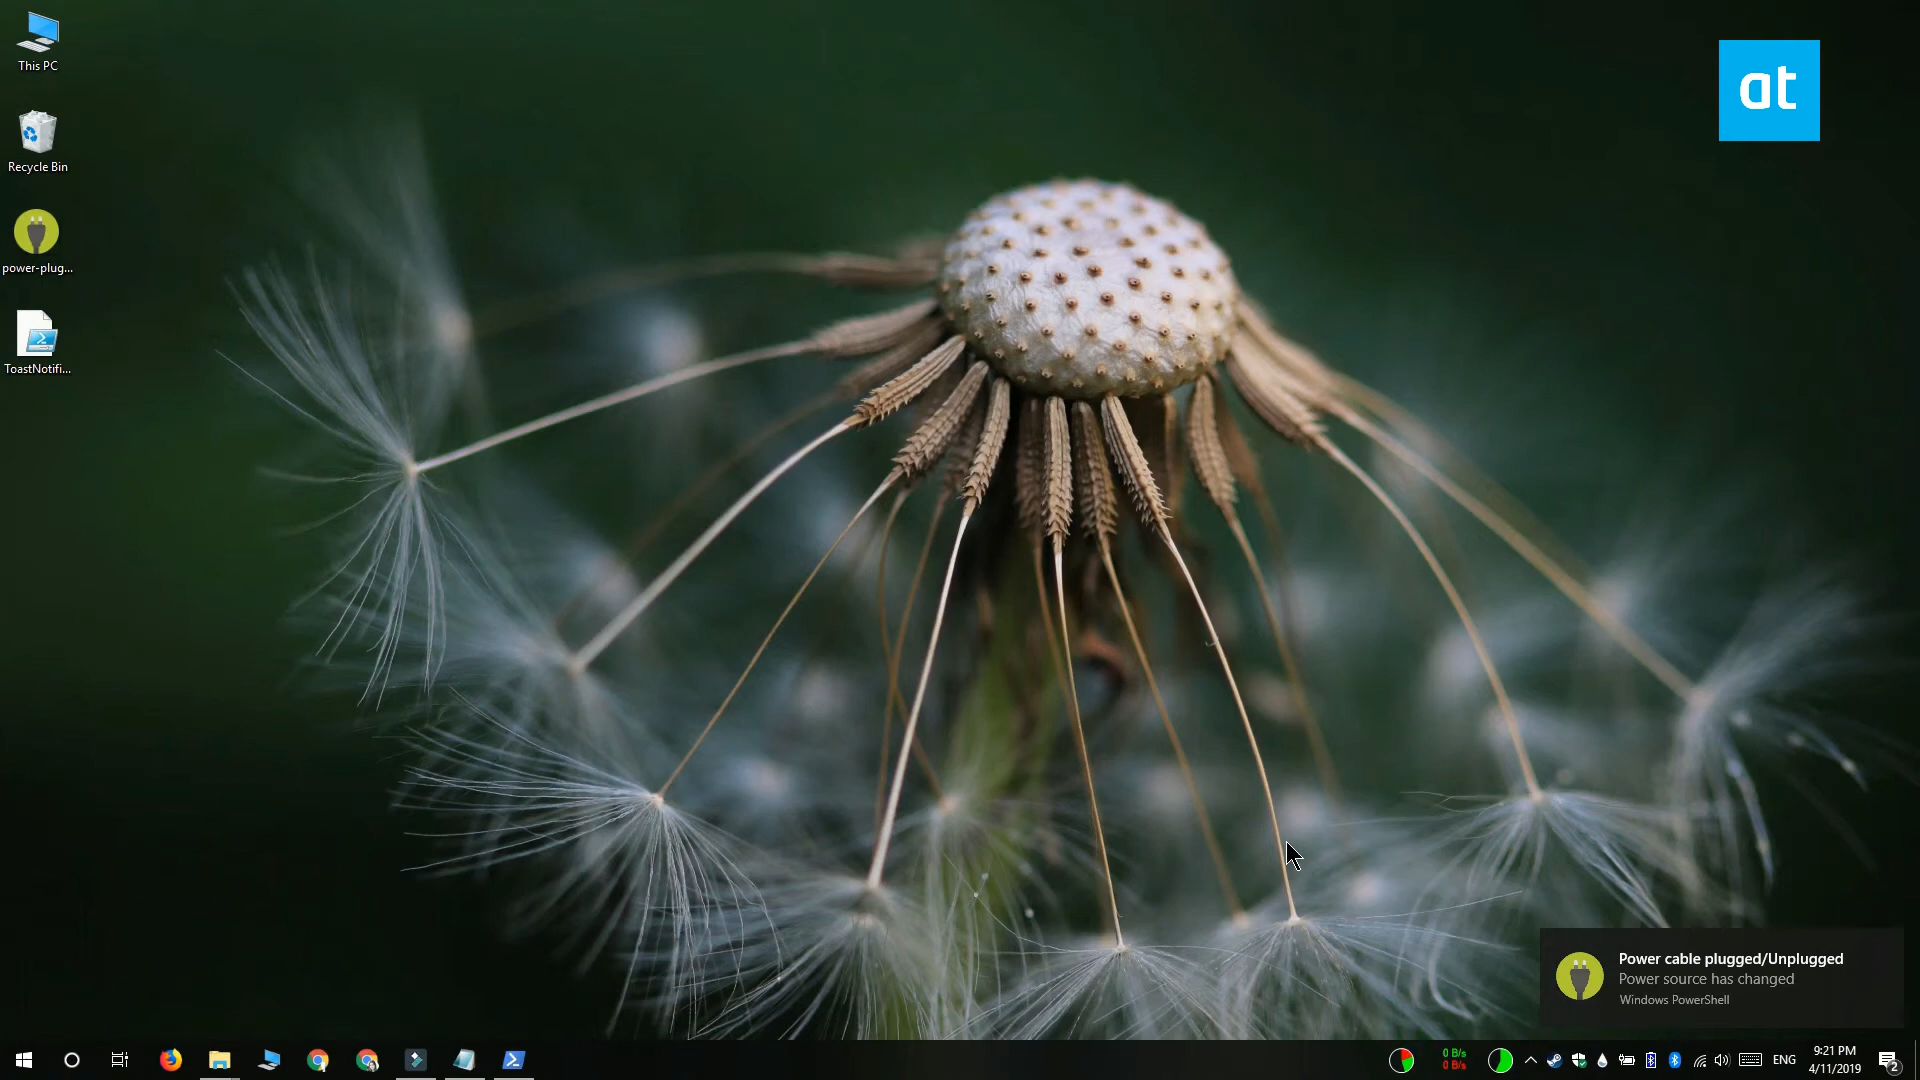 This PC
at
Recycle Bin
power-plug...
ToastNotifi...
Power cable plugged/Unplugged
Power source has changed
Windows PowerShell
0 B/s
0 B/s
ENG
9:21 PM
4/11/2019
2